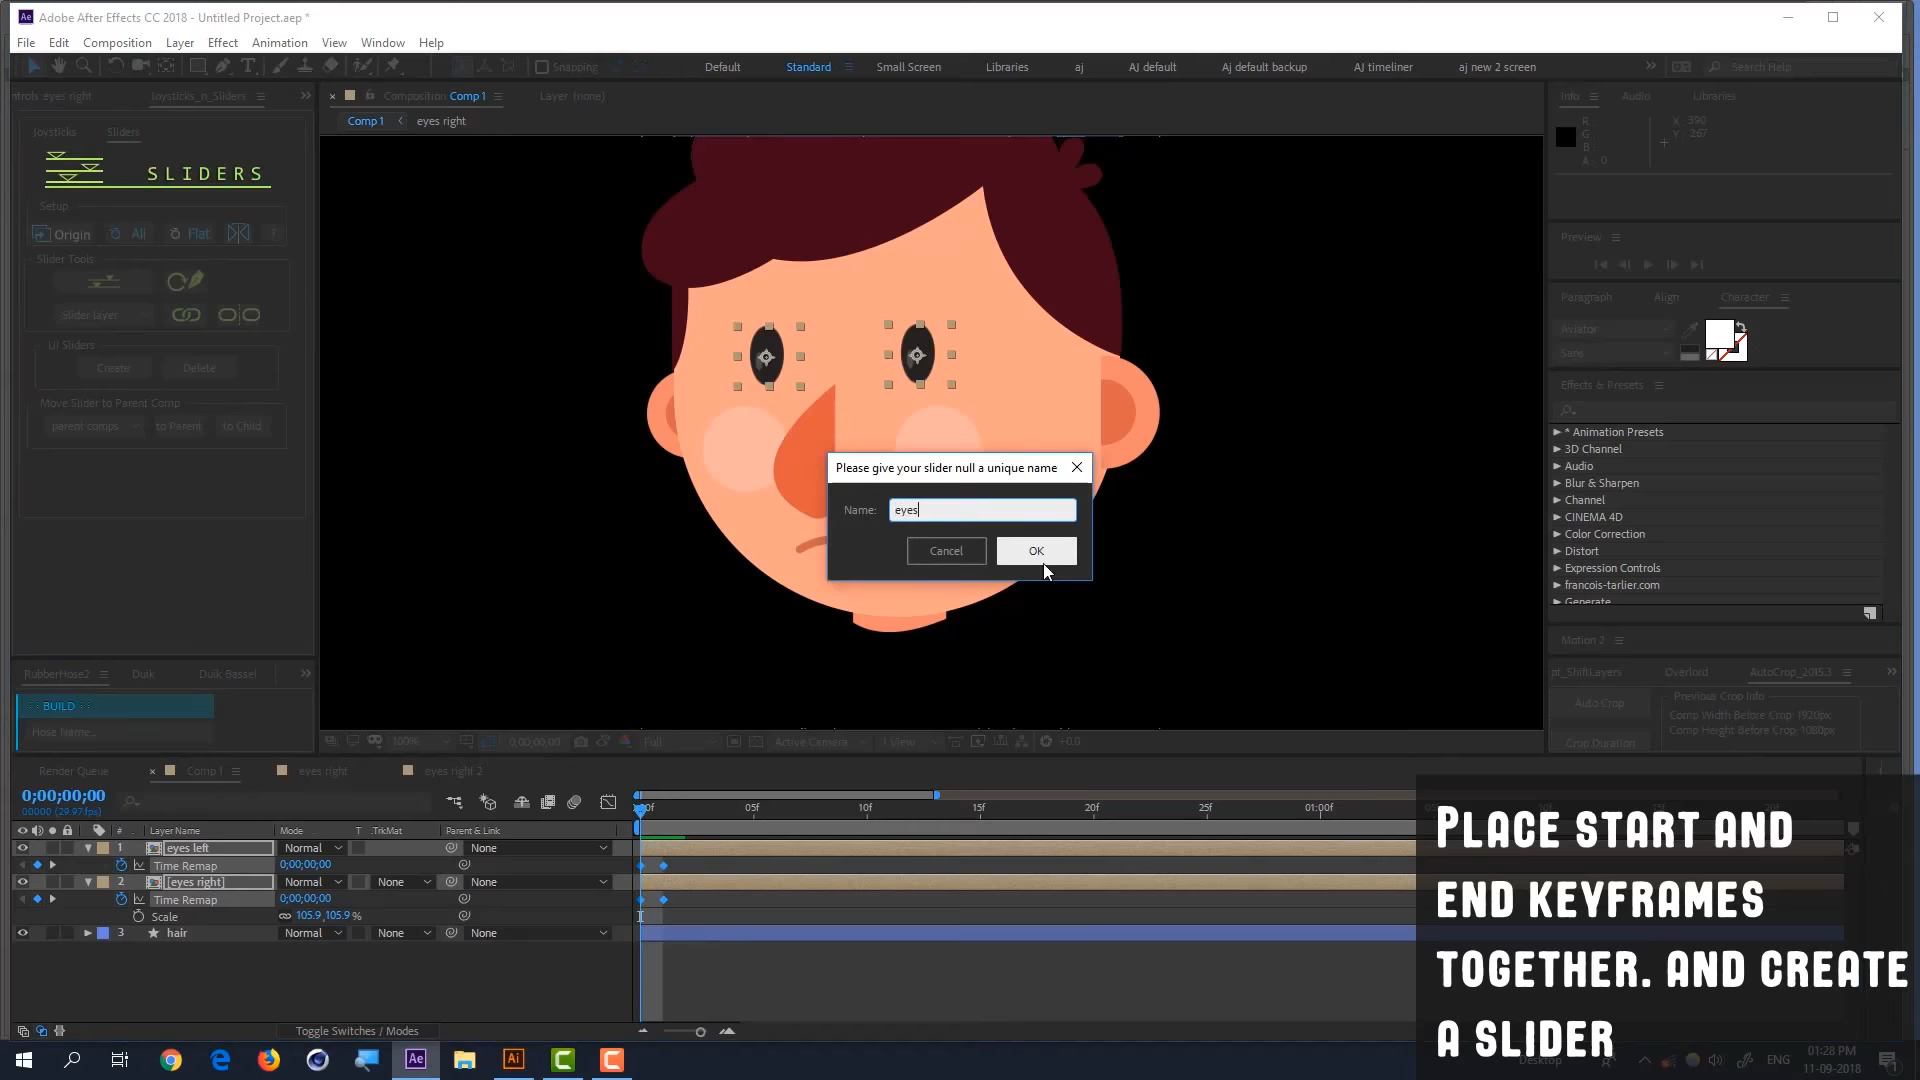 Adobe After Effects CC 2018 - Untitled Project.aep *
File Edit Composition Layer Effect Animation View Window Help
Snapping Default Standard Small Screen Libraries aj AJ default Aj default backup AJ timeliner aj new 2 screen Search Help
ntrols eyes right Joysticks_n_Sliders Composition Comp 1 Layer (none) Info Audio Libraries
Comp 1 eyes right
R: G: B: A: 0 X: 390 Y: 267
Joysticks Sliders
SLIDERS
Setup
Origin All Flat
Slider Tools
Slider layer
UI Sliders
Create Delete
Move Slider to Parent Comp
parent comps to Parent to Child
Preview
Paragraph Align Character
Aviator
Sans
Effects & Presets
* Animation Presets
3D Channel
Audio
Blur & Sharpen
Channel
CINEMA 4D
Color Correction
Distort
Expression Controls
francois-tarlier.com
Generate
Please give your slider null a unique name
Name: eyes
Cancel OK
Motion 2
RubberHose2 Duik Duik Bassel
BUILD
Hose Name...
pt_ShiftLayers Overlord AutoCrop_2015.3
Previous Crop Info
Auto Crop Comp Width Before Crop: 1920px
Comp Height Before Crop: 1080px
Crop Duration
100% 0;00;00;00 Full Active Camera 1 View +0.0
Render Queue Comp 1 eyes right eyes right 2
0;00;00;00
00000 (29.97 fps)
:00f 05f 10f 15f 20f 25f 01:00f
# Layer Name Mode T .TrkMat Parent & Link
1 eyes left Normal None
Time Remap 0;00;00;00
2 [eyes right] Normal None None
Time Remap 0;00;00;00
Scale 105.9,105.9%
3 hair Normal None None
Toggle Switches / Modes
Place start and
end keyframes
together. and create
a slider
Ae Ai Desktop ENG 01:28 PM
11-09-2018